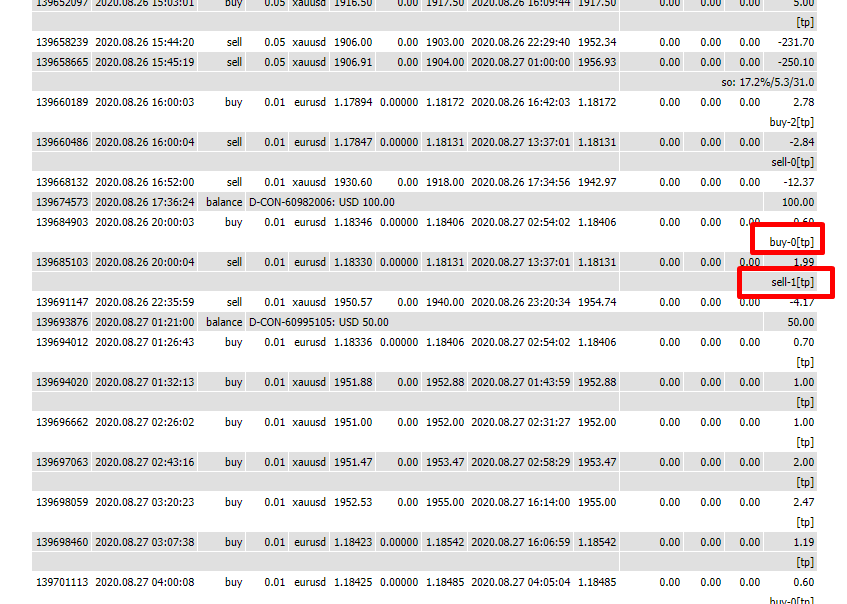 139652097 2020.08.26 15:03:01 buy 0.05 xauusd 1916.50 0.00 1917.50 2020.08.26 16:09:44 1917.50 0.00 0.00 0.00 5.00
[tp]
139658239 2020.08.26 15:44:20 sell 0.05 xauusd 1906.00 0.00 1903.00 2020.08.26 22:29:40 1952.34 0.00 0.00 0.00 -231.70
139658665 2020.08.26 15:45:19 sell 0.05 xauusd 1906.91 0.00 1904.00 2020.08.27 01:00:00 1956.93 0.00 0.00 0.00 -250.10
so: 17.2%/5.3/31.0
139660189 2020.08.26 16:00:03 buy 0.01 eurusd 1.17894 0.00000 1.18172 2020.08.26 16:42:03 1.18172 0.00 0.00 0.00 2.78
buy-2[tp]
139660486 2020.08.26 16:00:04 sell 0.01 eurusd 1.17847 0.00000 1.18131 2020.08.27 13:37:01 1.18131 0.00 0.00 0.00 -2.84
sell-0[tp]
139668132 2020.08.26 16:52:00 sell 0.01 xauusd 1930.60 0.00 1918.00 2020.08.26 17:34:56 1942.97 0.00 0.00 0.00 -12.37
139674573 2020.08.26 17:36:24 balance D-CON-60982006: USD 100.00 100.00
139684903 2020.08.26 20:00:03 buy 0.01 eurusd 1.18346 0.00000 1.18406 2020.08.27 02:54:02 1.18406 0.00 0.00 0.00 0.60
buy-0[tp]
139685103 2020.08.26 20:00:04 sell 0.01 eurusd 1.18330 0.00000 1.18131 2020.08.27 13:37:01 1.18131 0.00 0.00 0.00 1.99
sell-1[tp]
139691147 2020.08.26 22:35:59 sell 0.01 xauusd 1950.57 0.00 1940.00 2020.08.26 23:20:34 1954.74 0.00 0.00 0.00 -4.17
139693876 2020.08.27 01:21:00 balance D-CON-60995105: USD 50.00 50.00
139694012 2020.08.27 01:26:43 buy 0.01 eurusd 1.18336 0.00000 1.18406 2020.08.27 02:54:02 1.18406 0.00 0.00 0.00 0.70
[tp]
139694020 2020.08.27 01:32:13 buy 0.01 xauusd 1951.88 0.00 1952.88 2020.08.27 01:43:59 1952.88 0.00 0.00 0.00 1.00
[tp]
139696662 2020.08.27 02:26:02 buy 0.01 xauusd 1951.00 0.00 1952.00 2020.08.27 02:31:27 1952.00 0.00 0.00 0.00 1.00
[tp]
139697063 2020.08.27 02:43:16 buy 0.01 xauusd 1951.47 0.00 1953.47 2020.08.27 02:58:29 1953.47 0.00 0.00 0.00 2.00
[tp]
139698059 2020.08.27 03:20:23 buy 0.01 xauusd 1952.53 0.00 1955.00 2020.08.27 16:14:00 1955.00 0.00 0.00 0.00 2.47
[tp]
139698460 2020.08.27 03:07:38 buy 0.01 eurusd 1.18423 0.00000 1.18542 2020.08.27 16:06:59 1.18542 0.00 0.00 0.00 1.19
[tp]
139701113 2020.08.27 04:00:08 buy 0.01 eurusd 1.18425 0.00000 1.18485 2020.08.27 04:05:04 1.18485 0.00 0.00 0.00 0.60
buy-0[tp]